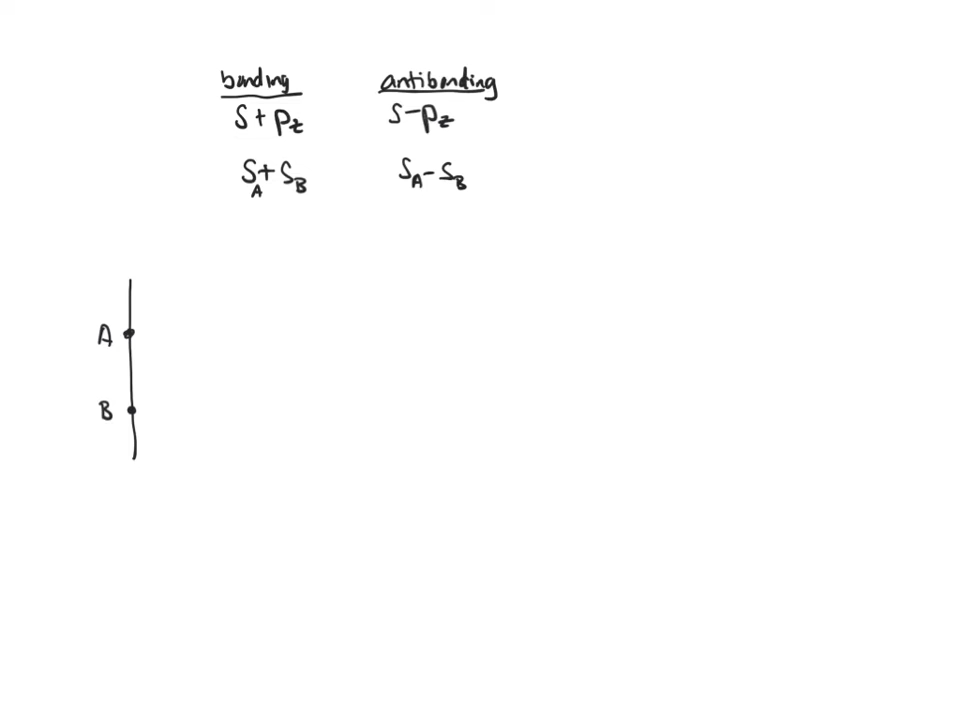 bonding antibonding
S + Pz S - Pz
SA + SB SA - SB
A
B